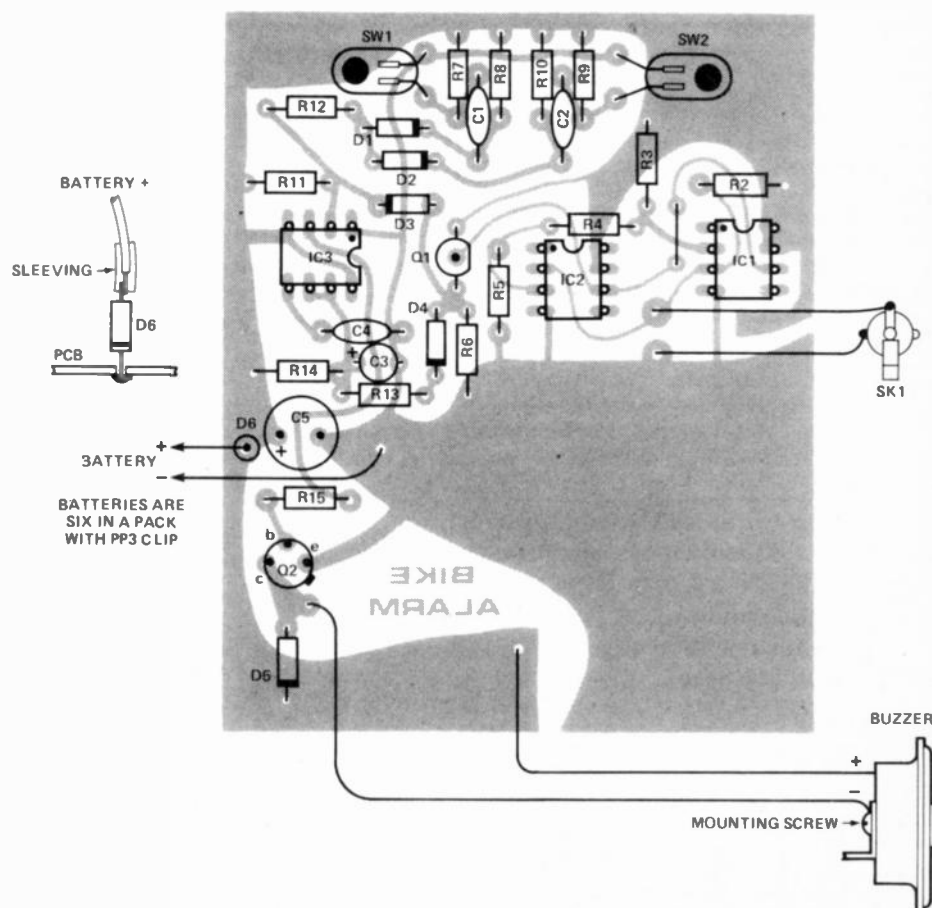 SW1
SW2
R7
R8
R10
R9
R12
C1
C2
D1
R3
BATTERY +
D2
R11
R2
D3
R4
Q1
IC3
IC2
IC1
SLEEVING
R5
D4
D6
C4
R6
+
C3
PCB
R14
R13
SK1
D6
C5
+
+
3ATTERY
−
BATTERIES ARE
SIX IN A PACK
WITH PP3 CLIP
R15
b
e
Q2
c
BIKE
ALARM
D5
BUZZER
+
−
MOUNTING SCREW